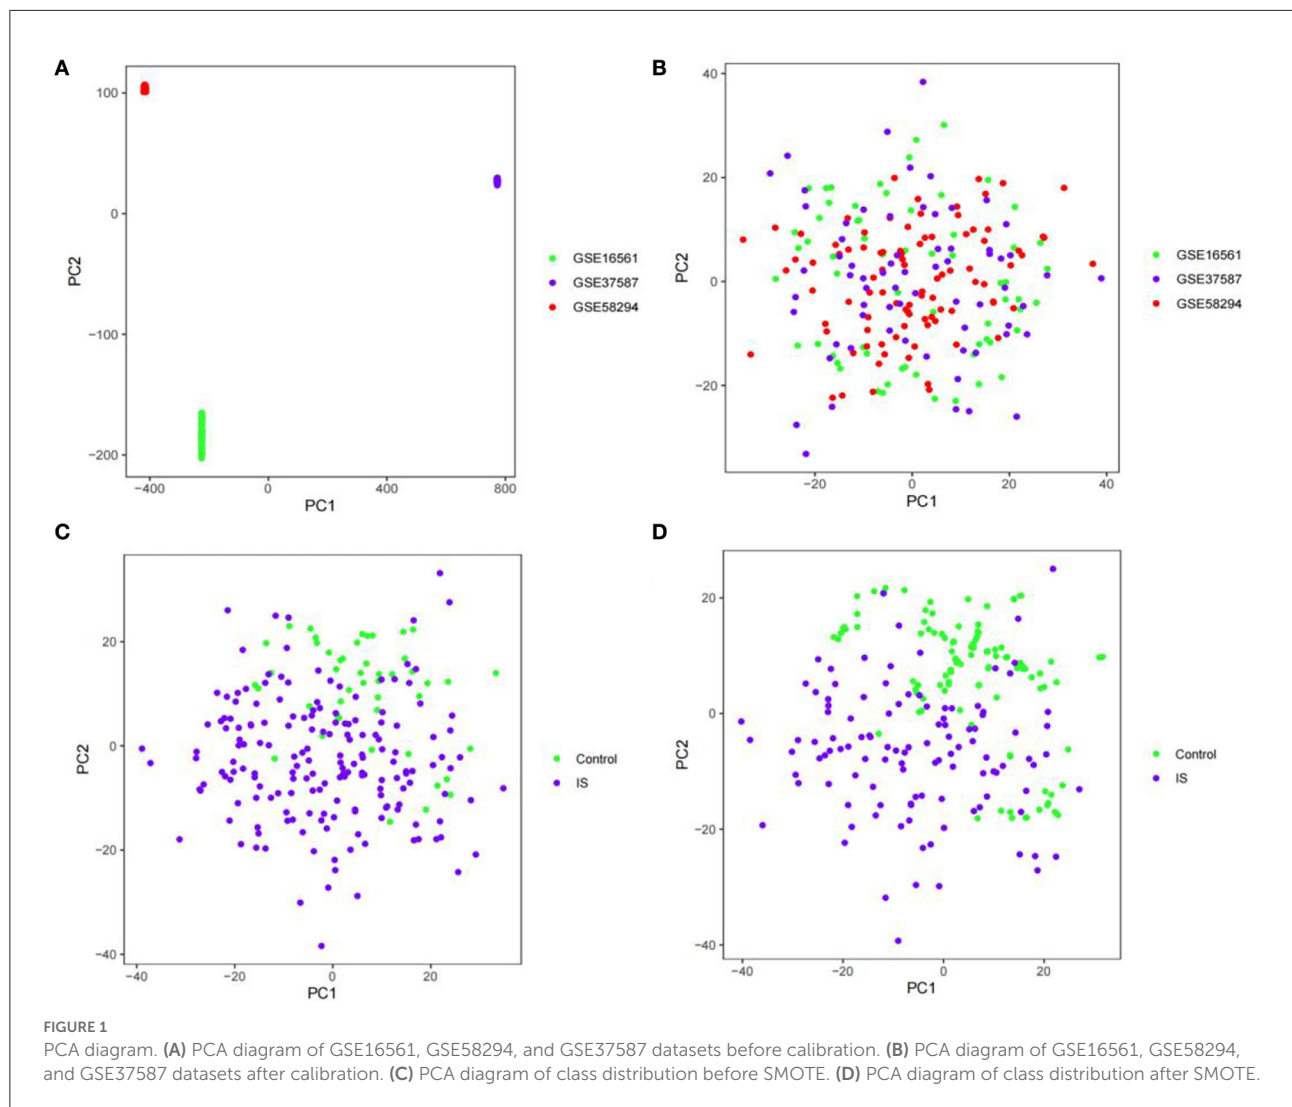 A
100
0
−100
−200
PC2
−400
0
400
800
PC1
GSE16561
GSE37587
GSE58294
B
40
20
0
−20
PC2
−20
0
20
40
PC1
GSE16561
GSE37587
GSE58294
C
20
0
−20
−40
PC2
−40
−20
0
20
PC1
Control
IS
D
20
0
−20
−40
PC2
−40
−20
0
20
PC1
Control
IS
FIGURE 1
PCA diagram. (A) PCA diagram of GSE16561, GSE58294, and GSE37587 datasets before calibration. (B) PCA diagram of GSE16561, GSE58294,
and GSE37587 datasets after calibration. (C) PCA diagram of class distribution before SMOTE. (D) PCA diagram of class distribution after SMOTE.